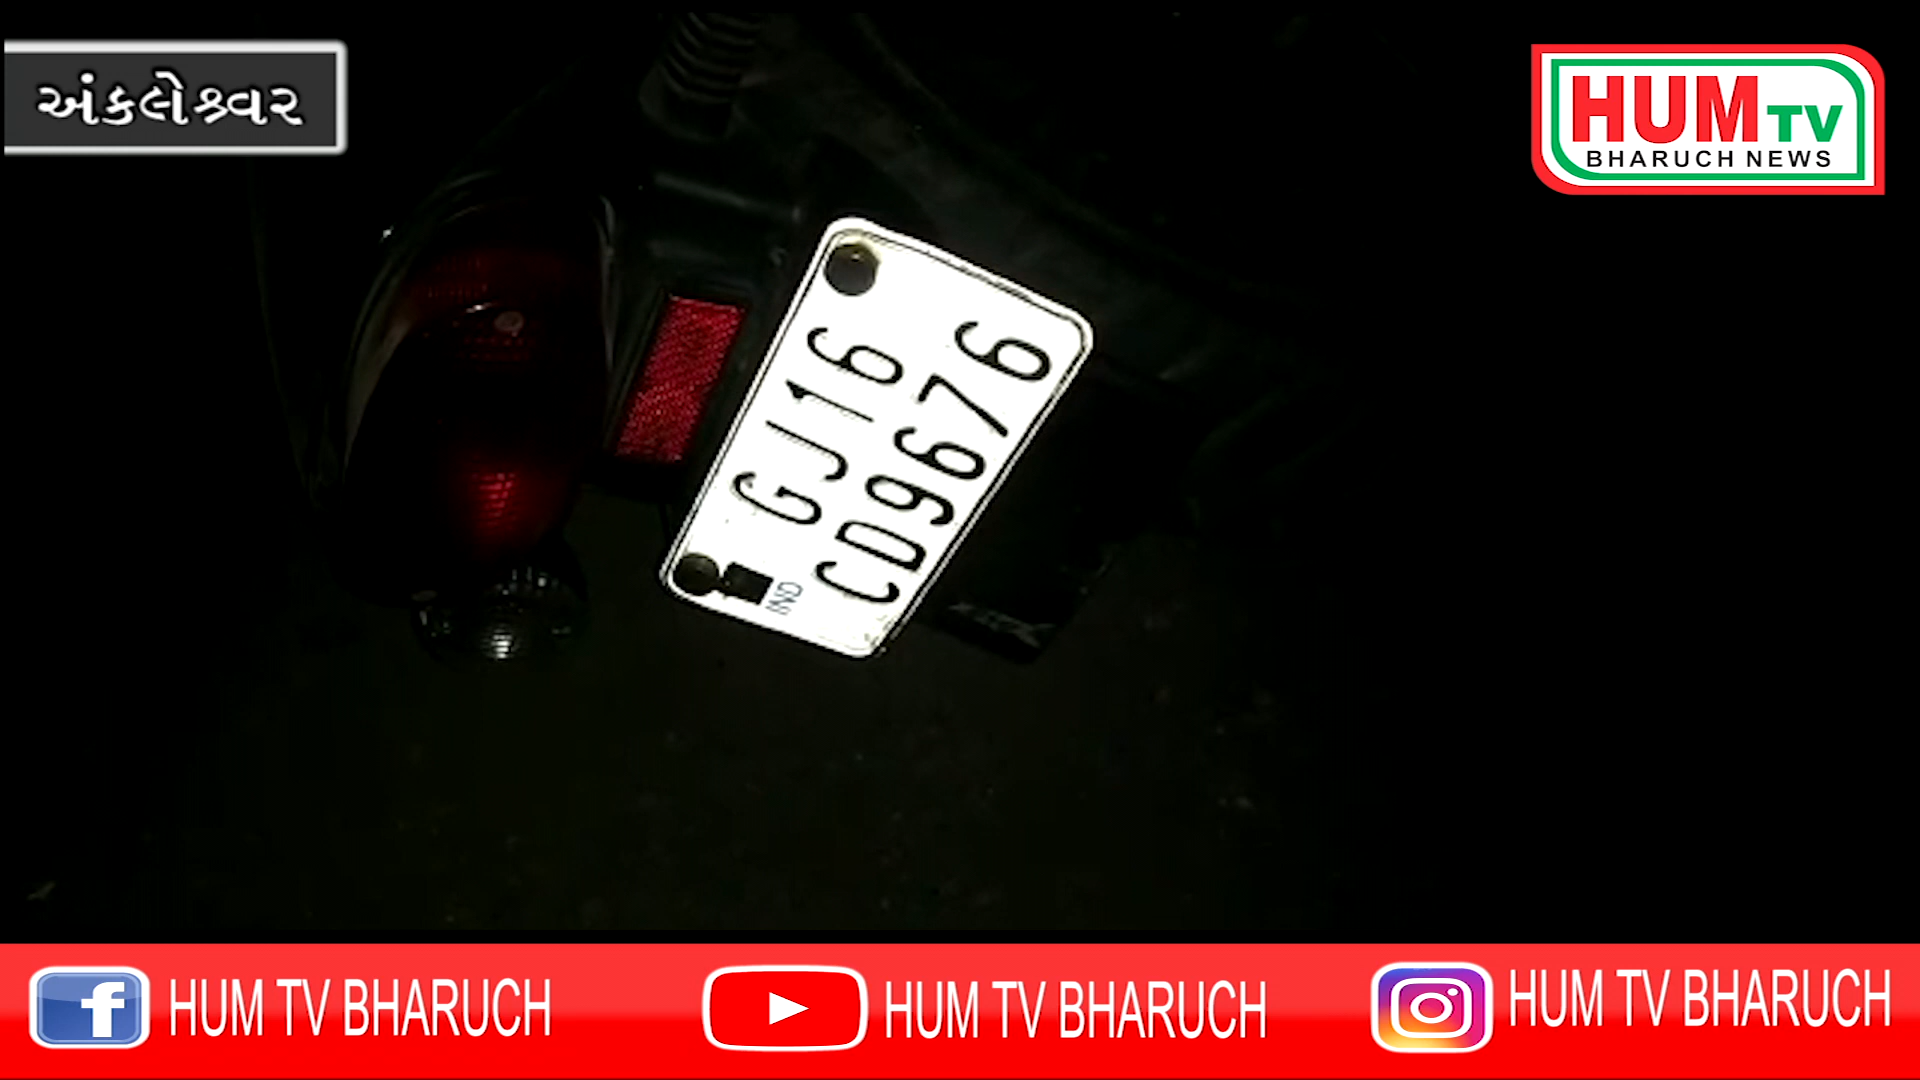 અંકલેશ્વર
HUM TV
BHARUCH NEWS
GJ16
CD9676
IND
HUM TV BHARUCH
HUM TV BHARUCH
HUM TV BHARUCH